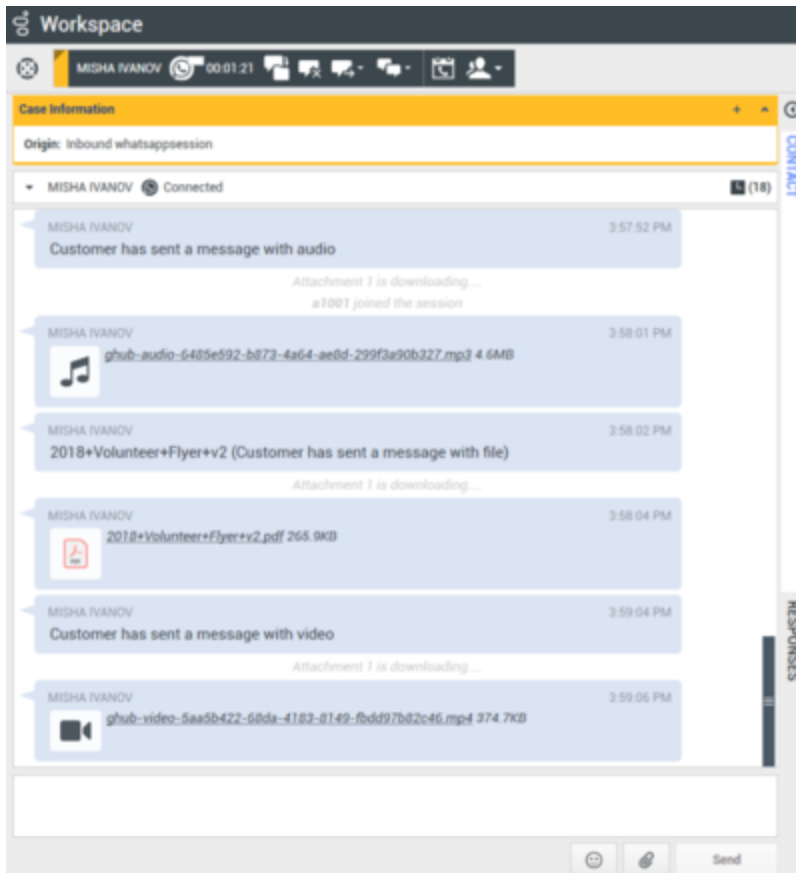 Workspace
MISHA IVANOV 00:01:21
Case Information
Origin: Inbound whatsappsession
MISHA IVANOV Connected (18)
CONTACT
MISHA IVANOV 3:57:52 PM
Customer has sent a message with audio
Attachment 1 is downloading....
a1001 joined the session
MISHA IVANOV 3:58:01 PM
ghub-audio-6485e592-b873-4a64-ae8d-299f3a90b327.mp3 4.6MB
MISHA IVANOV 3:58:02 PM
2018+Volunteer+Flyer+v2 (Customer has sent a message with file)
Attachment 1 is downloading....
MISHA IVANOV 3:58:04 PM
2018+Volunteer+Flyer+v2.pdf 265.9KB
PDF
MISHA IVANOV 3:59:04 PM
Customer has sent a message with video
RESPONSES
Attachment 1 is downloading....
MISHA IVANOV 3:59:06 PM
ghub-video-5aa5b422-68da-4183-8149-fbdd97b82c46.mp4 374.7KB
Send